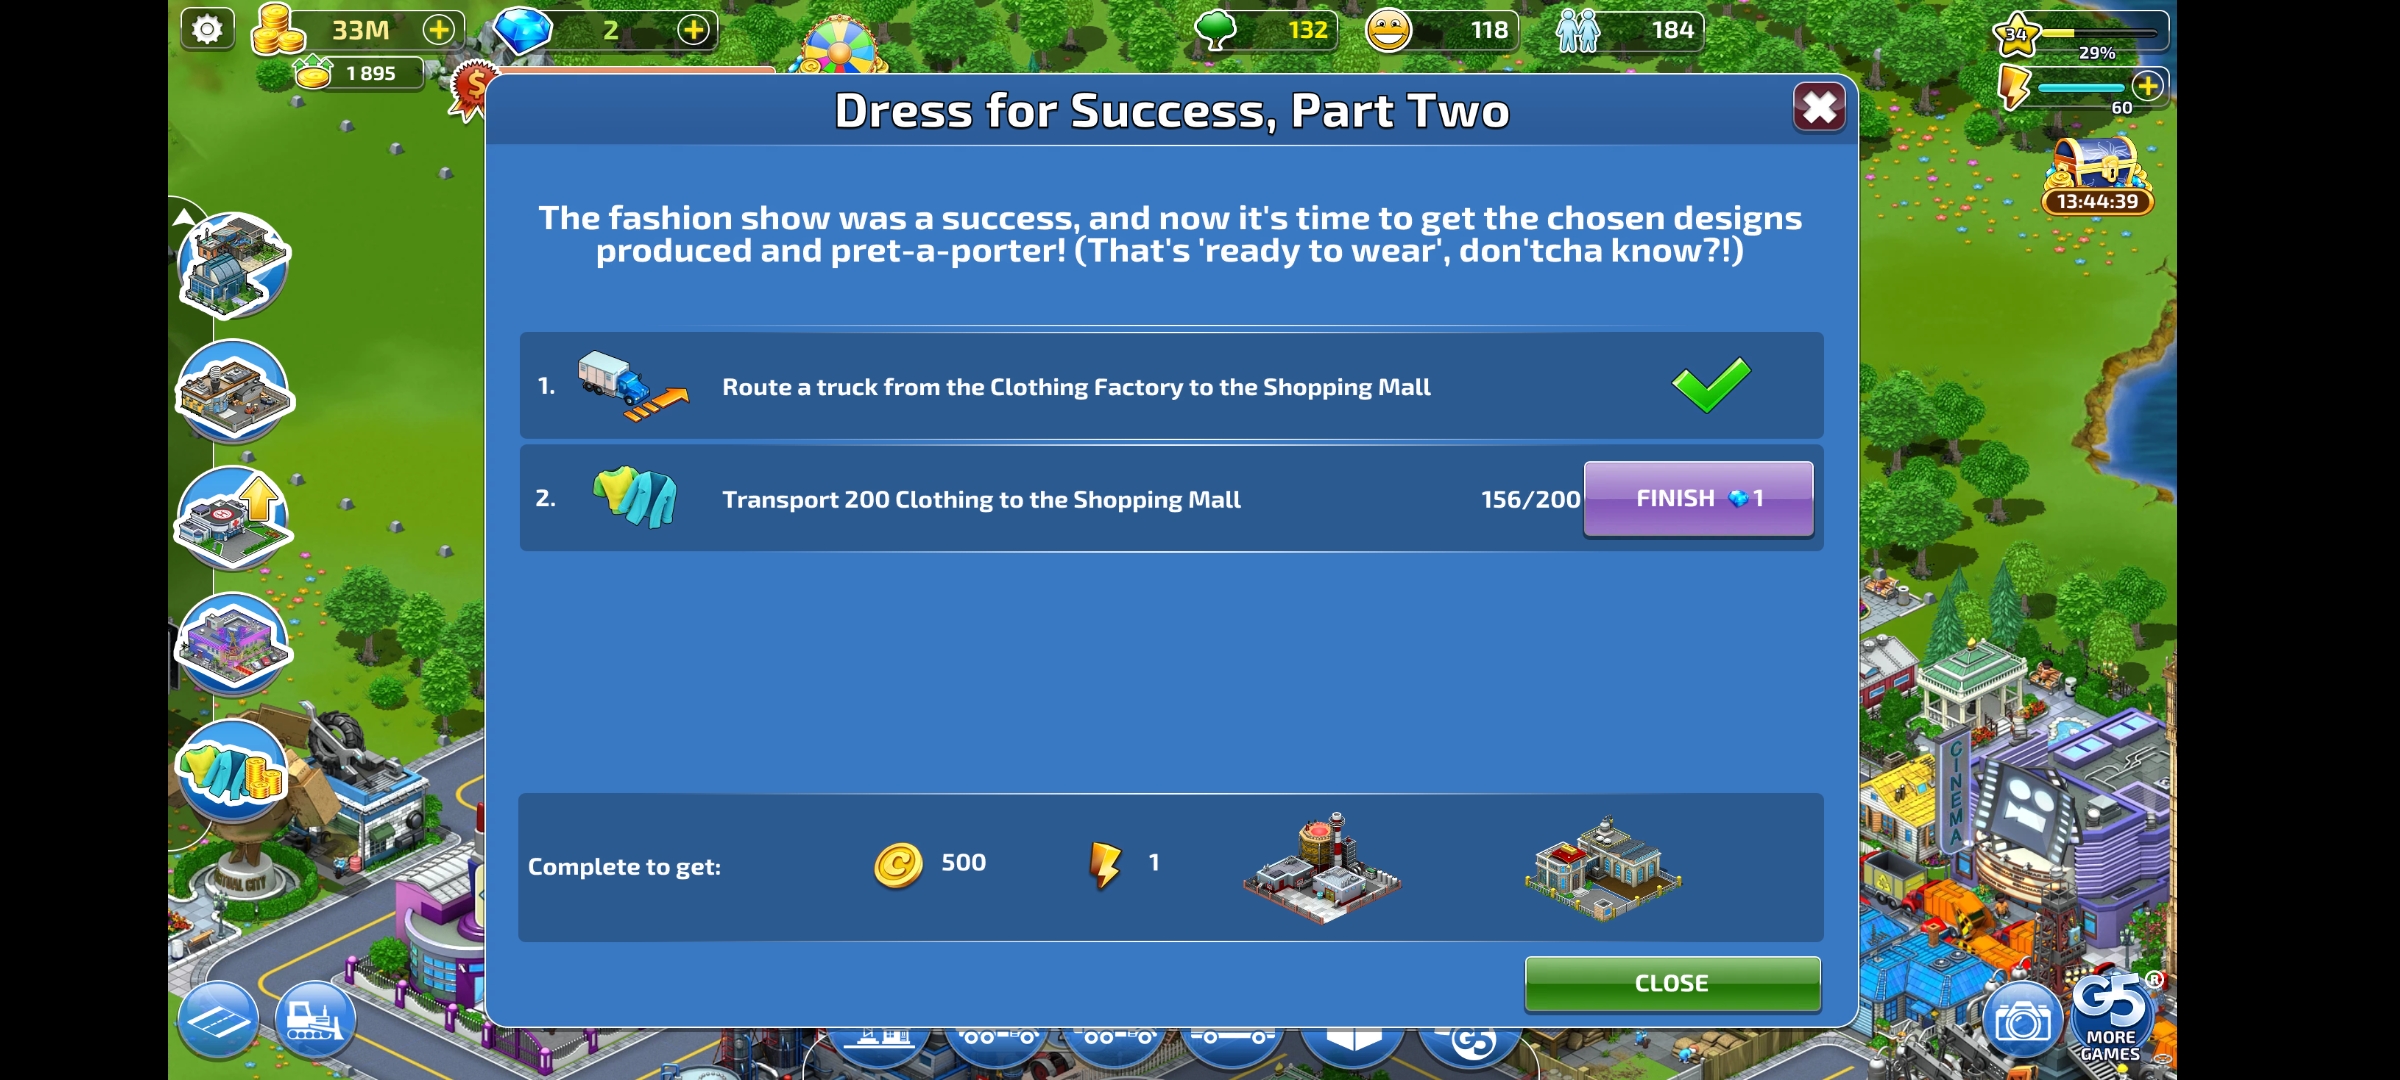 33M
2
132
118
184
34
29%
1 895
60
Dress for Success, Part Two
13:44:39
The fashion show was a success, and now it's time to get the chosen designs
produced and pret-a-porter! (That's 'ready to wear', don'tcha know?!)
1. Route a truck from the Clothing Factory to the Shopping Mall
2. Transport 200 Clothing to the Shopping Mall 156/200 FINISH 1
CINEMA
Complete to get: 500 1
CLOSE
G5 ®
MORE
GAMES
G5